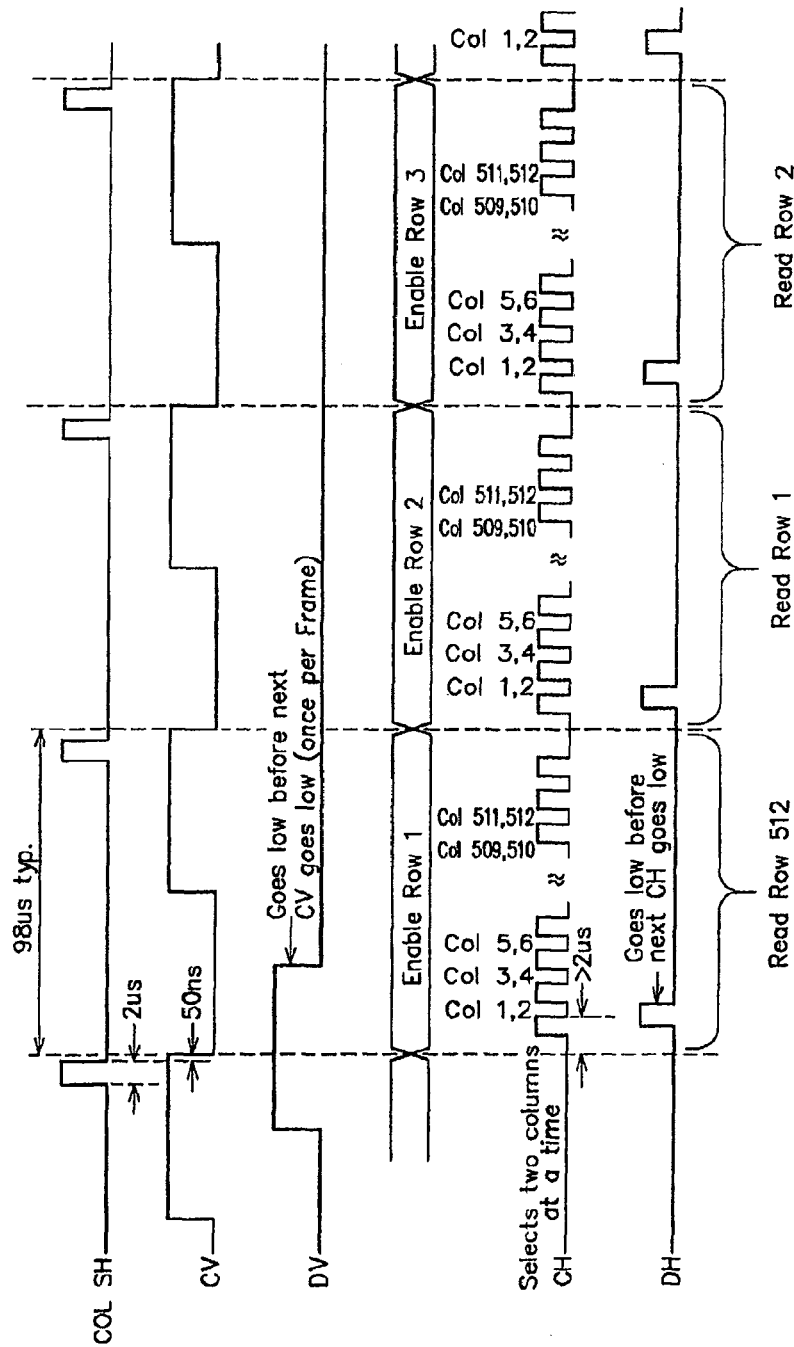 98us typ.
2us
COL SH
50ns
CV
Goes low before next
CV goes low (once per Frame)
DV
Enable Row 1
Enable Row 2
Enable Row 3
Selects two columns
at a time
Col 1,2
Col 3,4
Col 5,6
Col 509,510
Col 511,512
Col 1,2
Col 3,4
Col 5,6
Col 509,510
Col 511,512
Col 1,2
Col 3,4
Col 5,6
Col 509,510
Col 511,512
Col 1,2
CH
>2us
Goes low before
next CH goes low
DH
Read Row 512
Read Row 1
Read Row 2